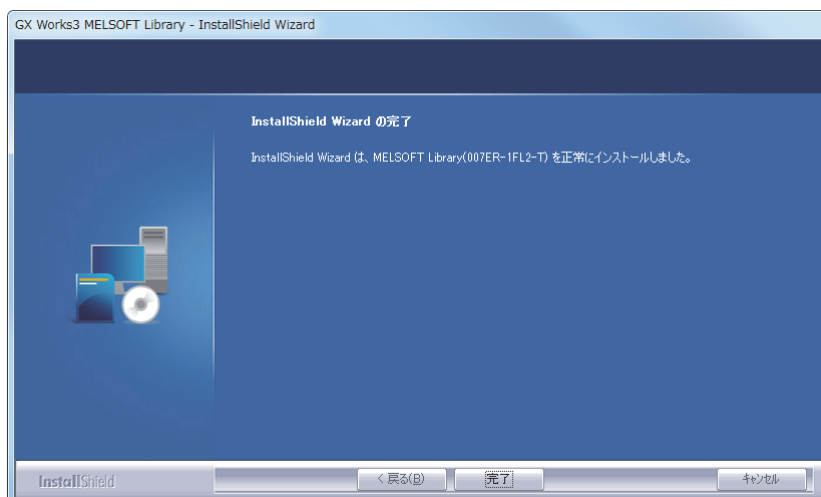 GX Works3 MELSOFT Library - InstallShield Wizard
InstallShield Wizard の完了
InstallShield Wizard は、MELSOFT Library(007ER-1FL2-T) を正常にインストールしました。
InstallShield
< 戻る(B)
完了
キャンセル